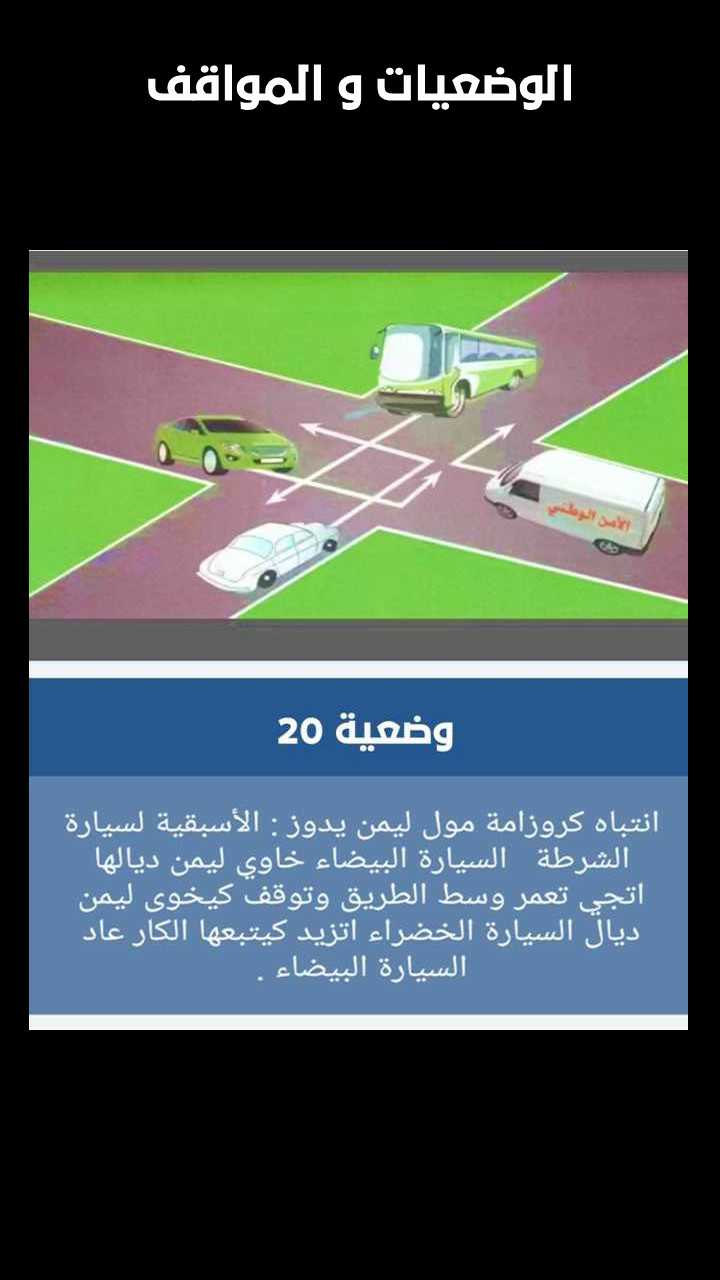 الوضعيات و المواقف
الأمن الوطني
وضعية 20
انتباه كروزامة مول ليمن يدوز : الأسبقية لسيارة
الشرطة السيارة البيضاء خاوي ليمن ديالها
اتجي تعمر وسط الطريق وتوقف كيخوى ليمن
ديال السيارة الخضراء اتزيد كيتبعها الكار عاد
السيارة البيضاء .